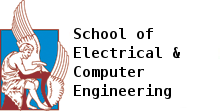 School of
Electrical &
Computer
Engineering